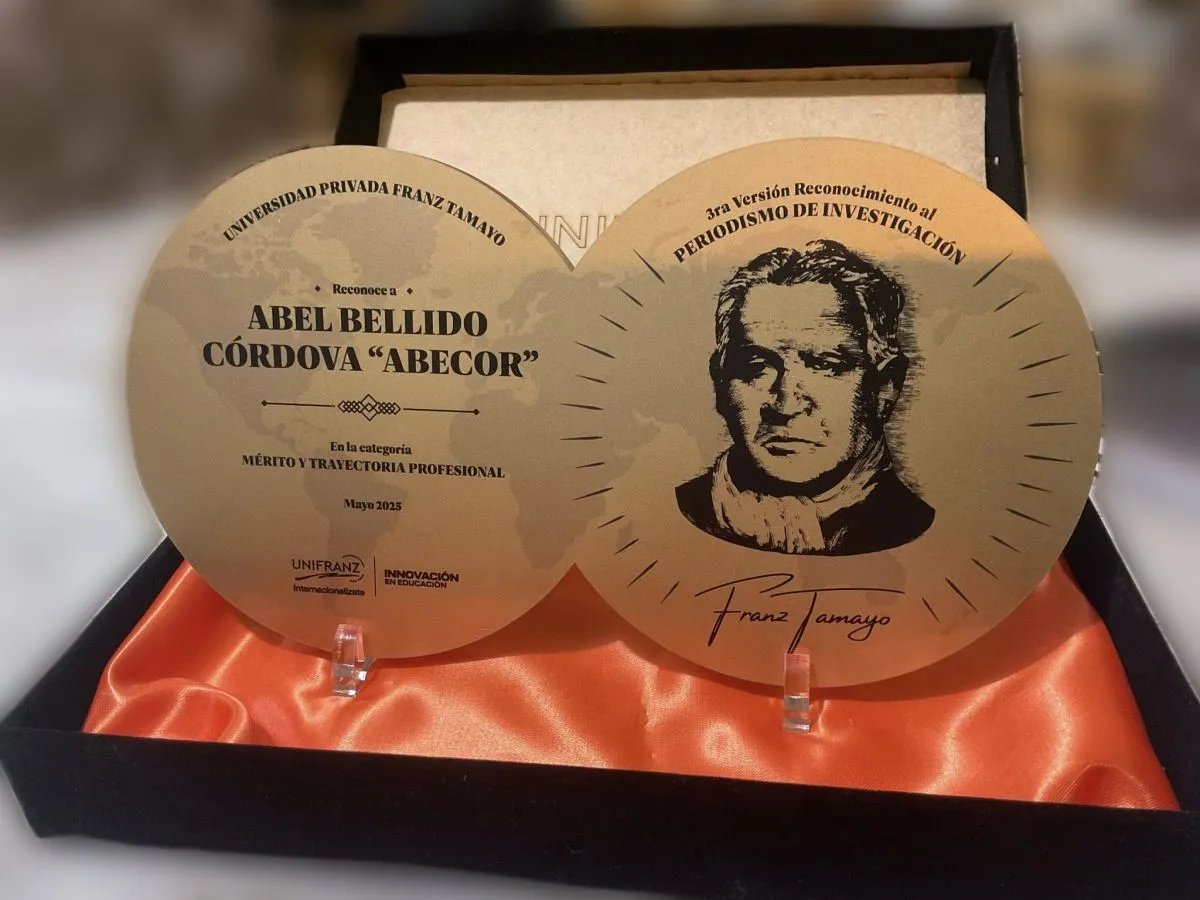 UNIVERSIDAD PRIVADA FRANZ TAMAYO
Reconoce a
ABEL BELLIDO
CÓRDOVA “ABECOR”
En la categoría
MÉRITO Y TRAYECTORIA PROFESIONAL
Mayo 2025
UNIFRANZ
Internacionalízate
INNOVACIÓN
EN EDUCACIÓN
3ra Versión Reconocimiento al
PERIODISMO DE INVESTIGACIÓN
Franz Tamayo